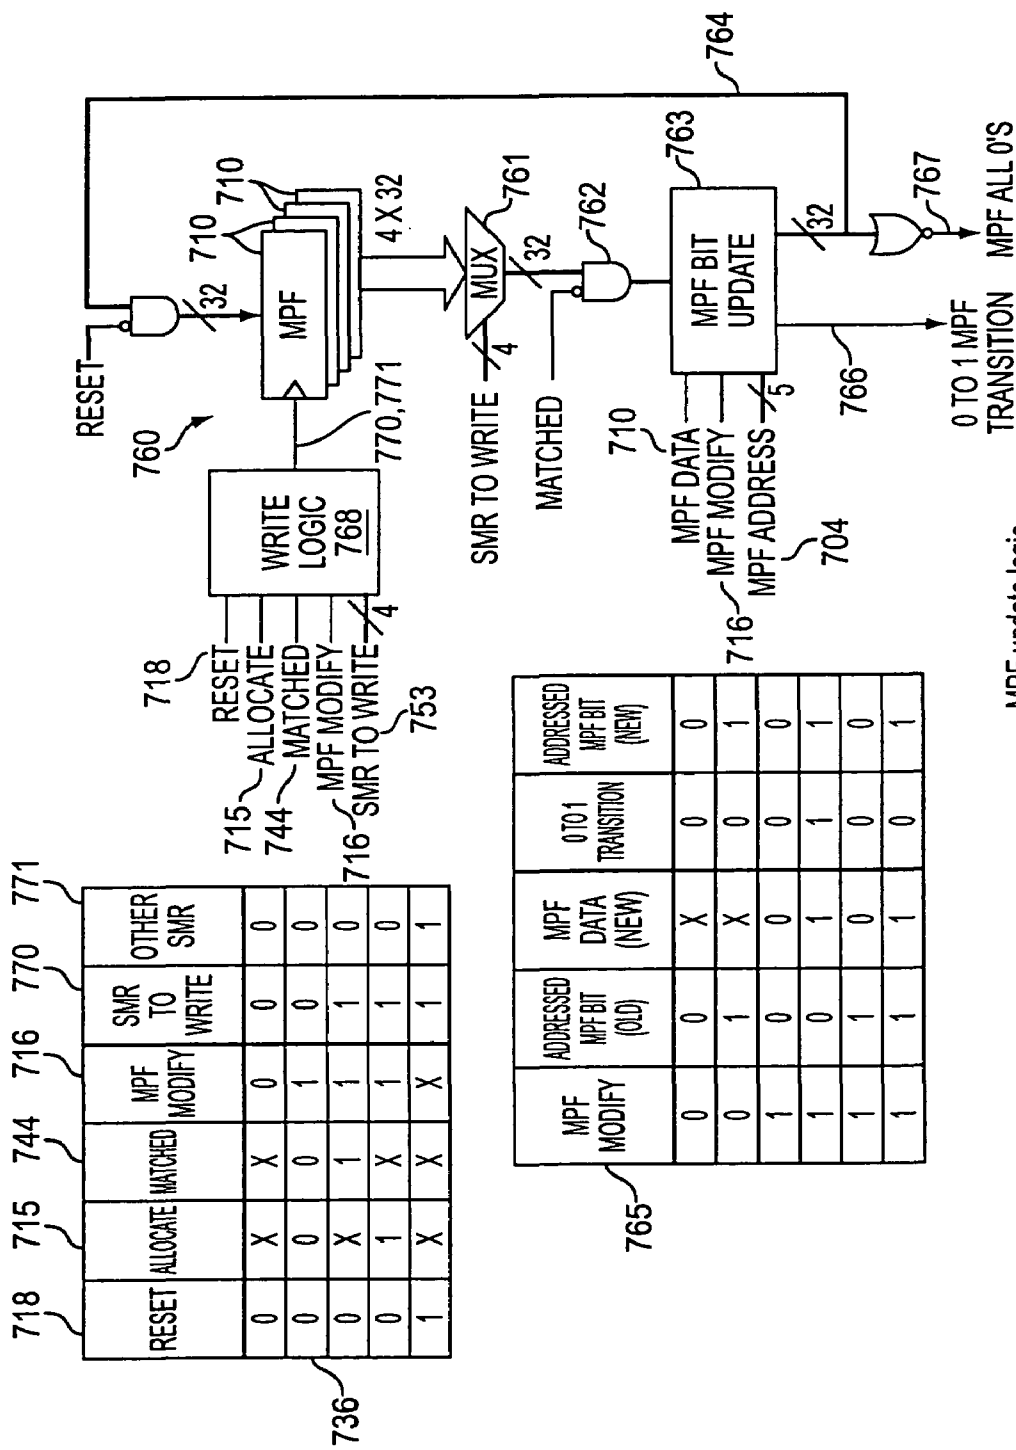 718 715 744 716 770 771
RESET ALLOCATE MATCHED MPF MODIFY SMR TO WRITE OTHER SMR
0 X X 0 0 0
0 0 0 1 0 0
0 X 1 1 1 0
0 1 X 1 1 0
1 X X X 1 1
736
718
RESET
715 ALLOCATE
744 MATCHED
716 MPF MODIFY
SMR TO WRITE
753
4
WRITE LOGIC
768
770,771
760
RESET
32
MPF
710
710
4 X 32
SMR TO WRITE
4
MUX
761
32
MATCHED
762
710
MPF DATA
716 MPF MODIFY
MPF ADDRESS
704
5
MPF BIT UPDATE
763
32
764
766
0 TO 1 MPF
TRANSITION
767
MPF ALL 0'S
765
MPF MODIFY ADDRESSED MPF BIT (OLD) MPF DATA (NEW) 0 TO 1 TRANSITION ADDRESSED MPF BIT (NEW)
0 0 X 0 0
0 1 X 0 1
1 0 0 0 0
1 0 1 1 1
1 1 0 0 0
1 1 1 0 1
MPF update logic